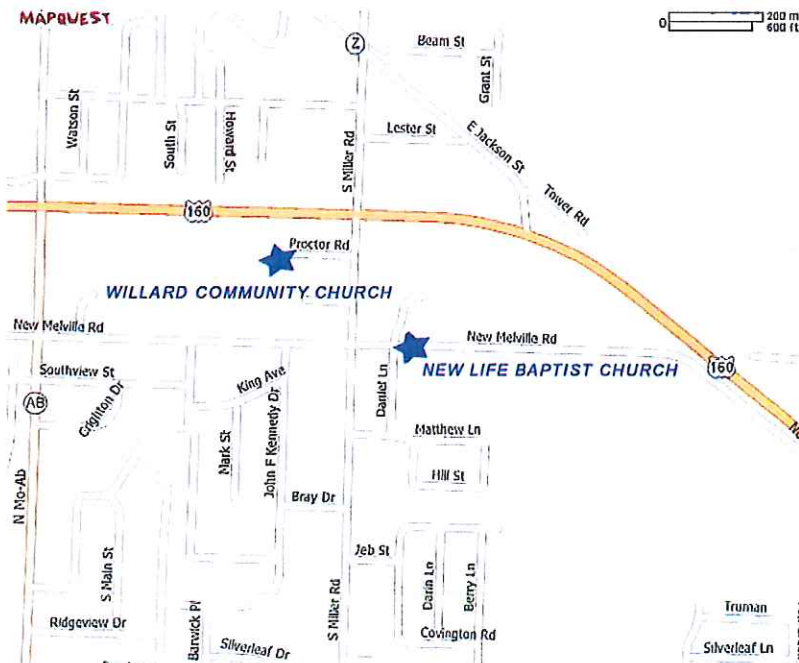 MAPQUEST
0
200 m
600 ft
Z
Beam St
Grant St
Watson St
South St
Howard St
S Miller Rd
Lester St
E Jackson St
Tower Rd
160
Proctor Rd
WILLARD COMMUNITY CHURCH
New Melville Rd
New Melville Rd
NEW LIFE BAPTIST CHURCH
160
Southview St
AB
Crighton Dr
King Ave
Daniel Ln
Mark St
John F Kennedy Dr
Matthew Ln
Hill St
N Mo-Ab
Bray Dr
S Main St
Jeb St
Darin Ln
Berry Ln
S Miller Rd
Ridgeview Dr
Barwick Pl
Silverleaf Dr
Covington Rd
Truman
Silverleaf Ln